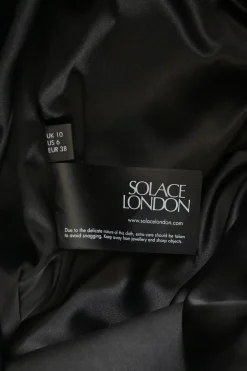 UK 10
US 6
EUR 38
SOLACE
LONDON
www.solacelondon.com
Due to the delicate nature of this cloth, extra care should be taken
to avoid snagging. Keep away from jewellery and sharp objects.